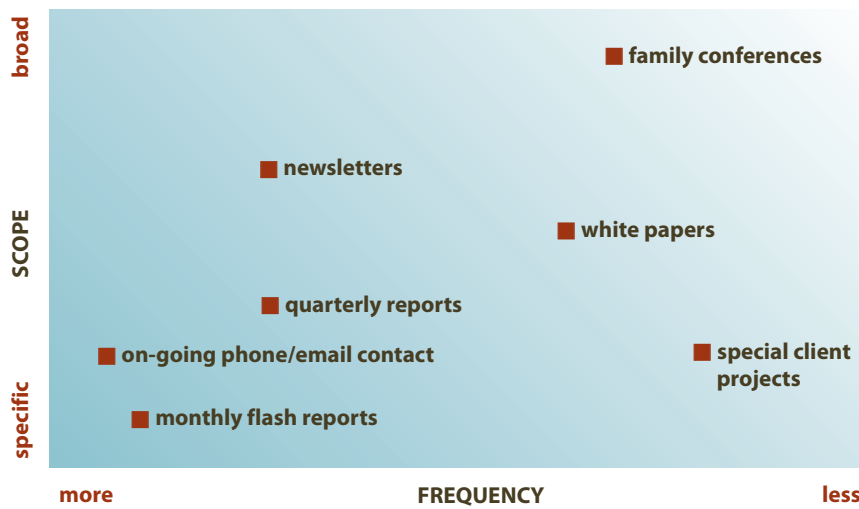 broad
family conferences
newsletters
SCOPE
white papers
quarterly reports
on-going phone/email contact
special client
projects
specific
monthly flash reports
more
FREQUENCY
less